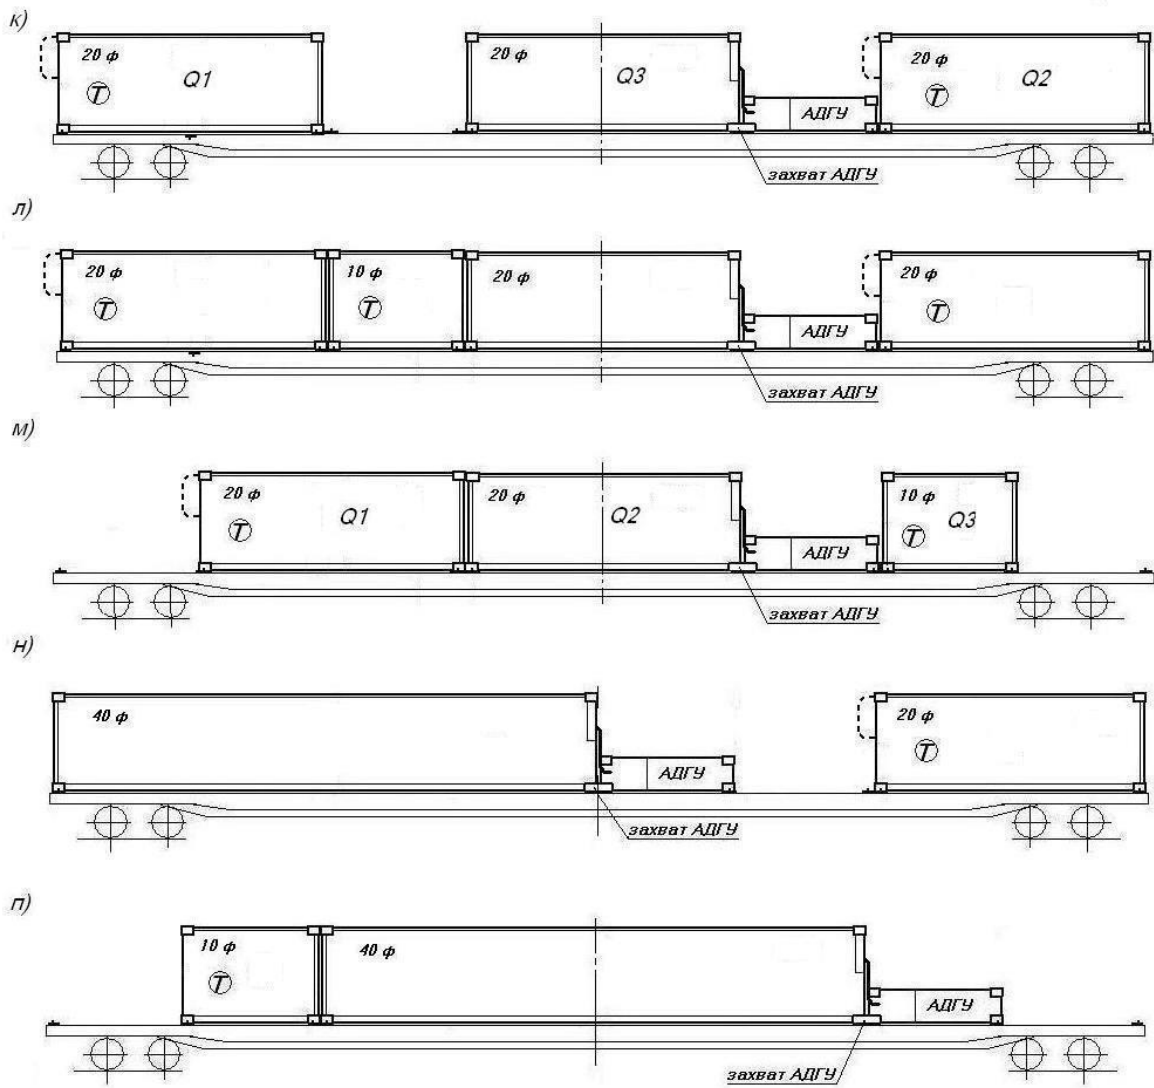 к)
20 ф
Q1
Т
20 ф
Q3
АДГУ
20 ф
Q2
Т
захват АДГУ
л)
20 ф
Т
10 ф
Т
20 ф
АДГУ
20 ф
Т
захват АДГУ
м)
20 ф
Q1
Т
20 ф
Q2
АДГУ
10 ф
Q3
Т
захват АДГУ
н)
40 ф
АДГУ
20 ф
Т
захват АДГУ
п)
10 ф
Т
40 ф
АДГУ
захват АДГУ